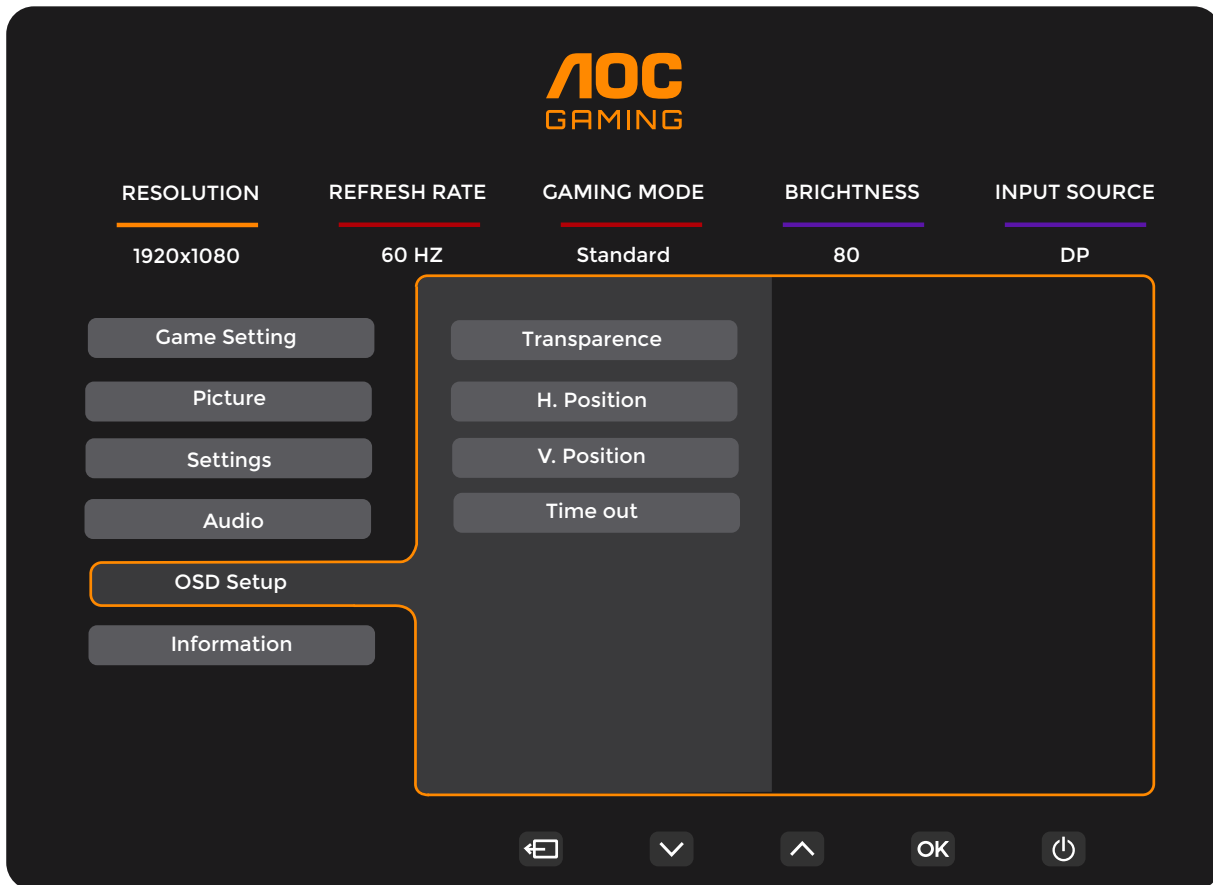 AOC
GAMING
RESOLUTION REFRESH RATE GAMING MODE BRIGHTNESS INPUT SOURCE
1920x1080 60 HZ Standard 80 DP
Game Setting
Transparence
Picture
H. Position
Settings
V. Position
Audio
Time out
OSD Setup
Information
OK